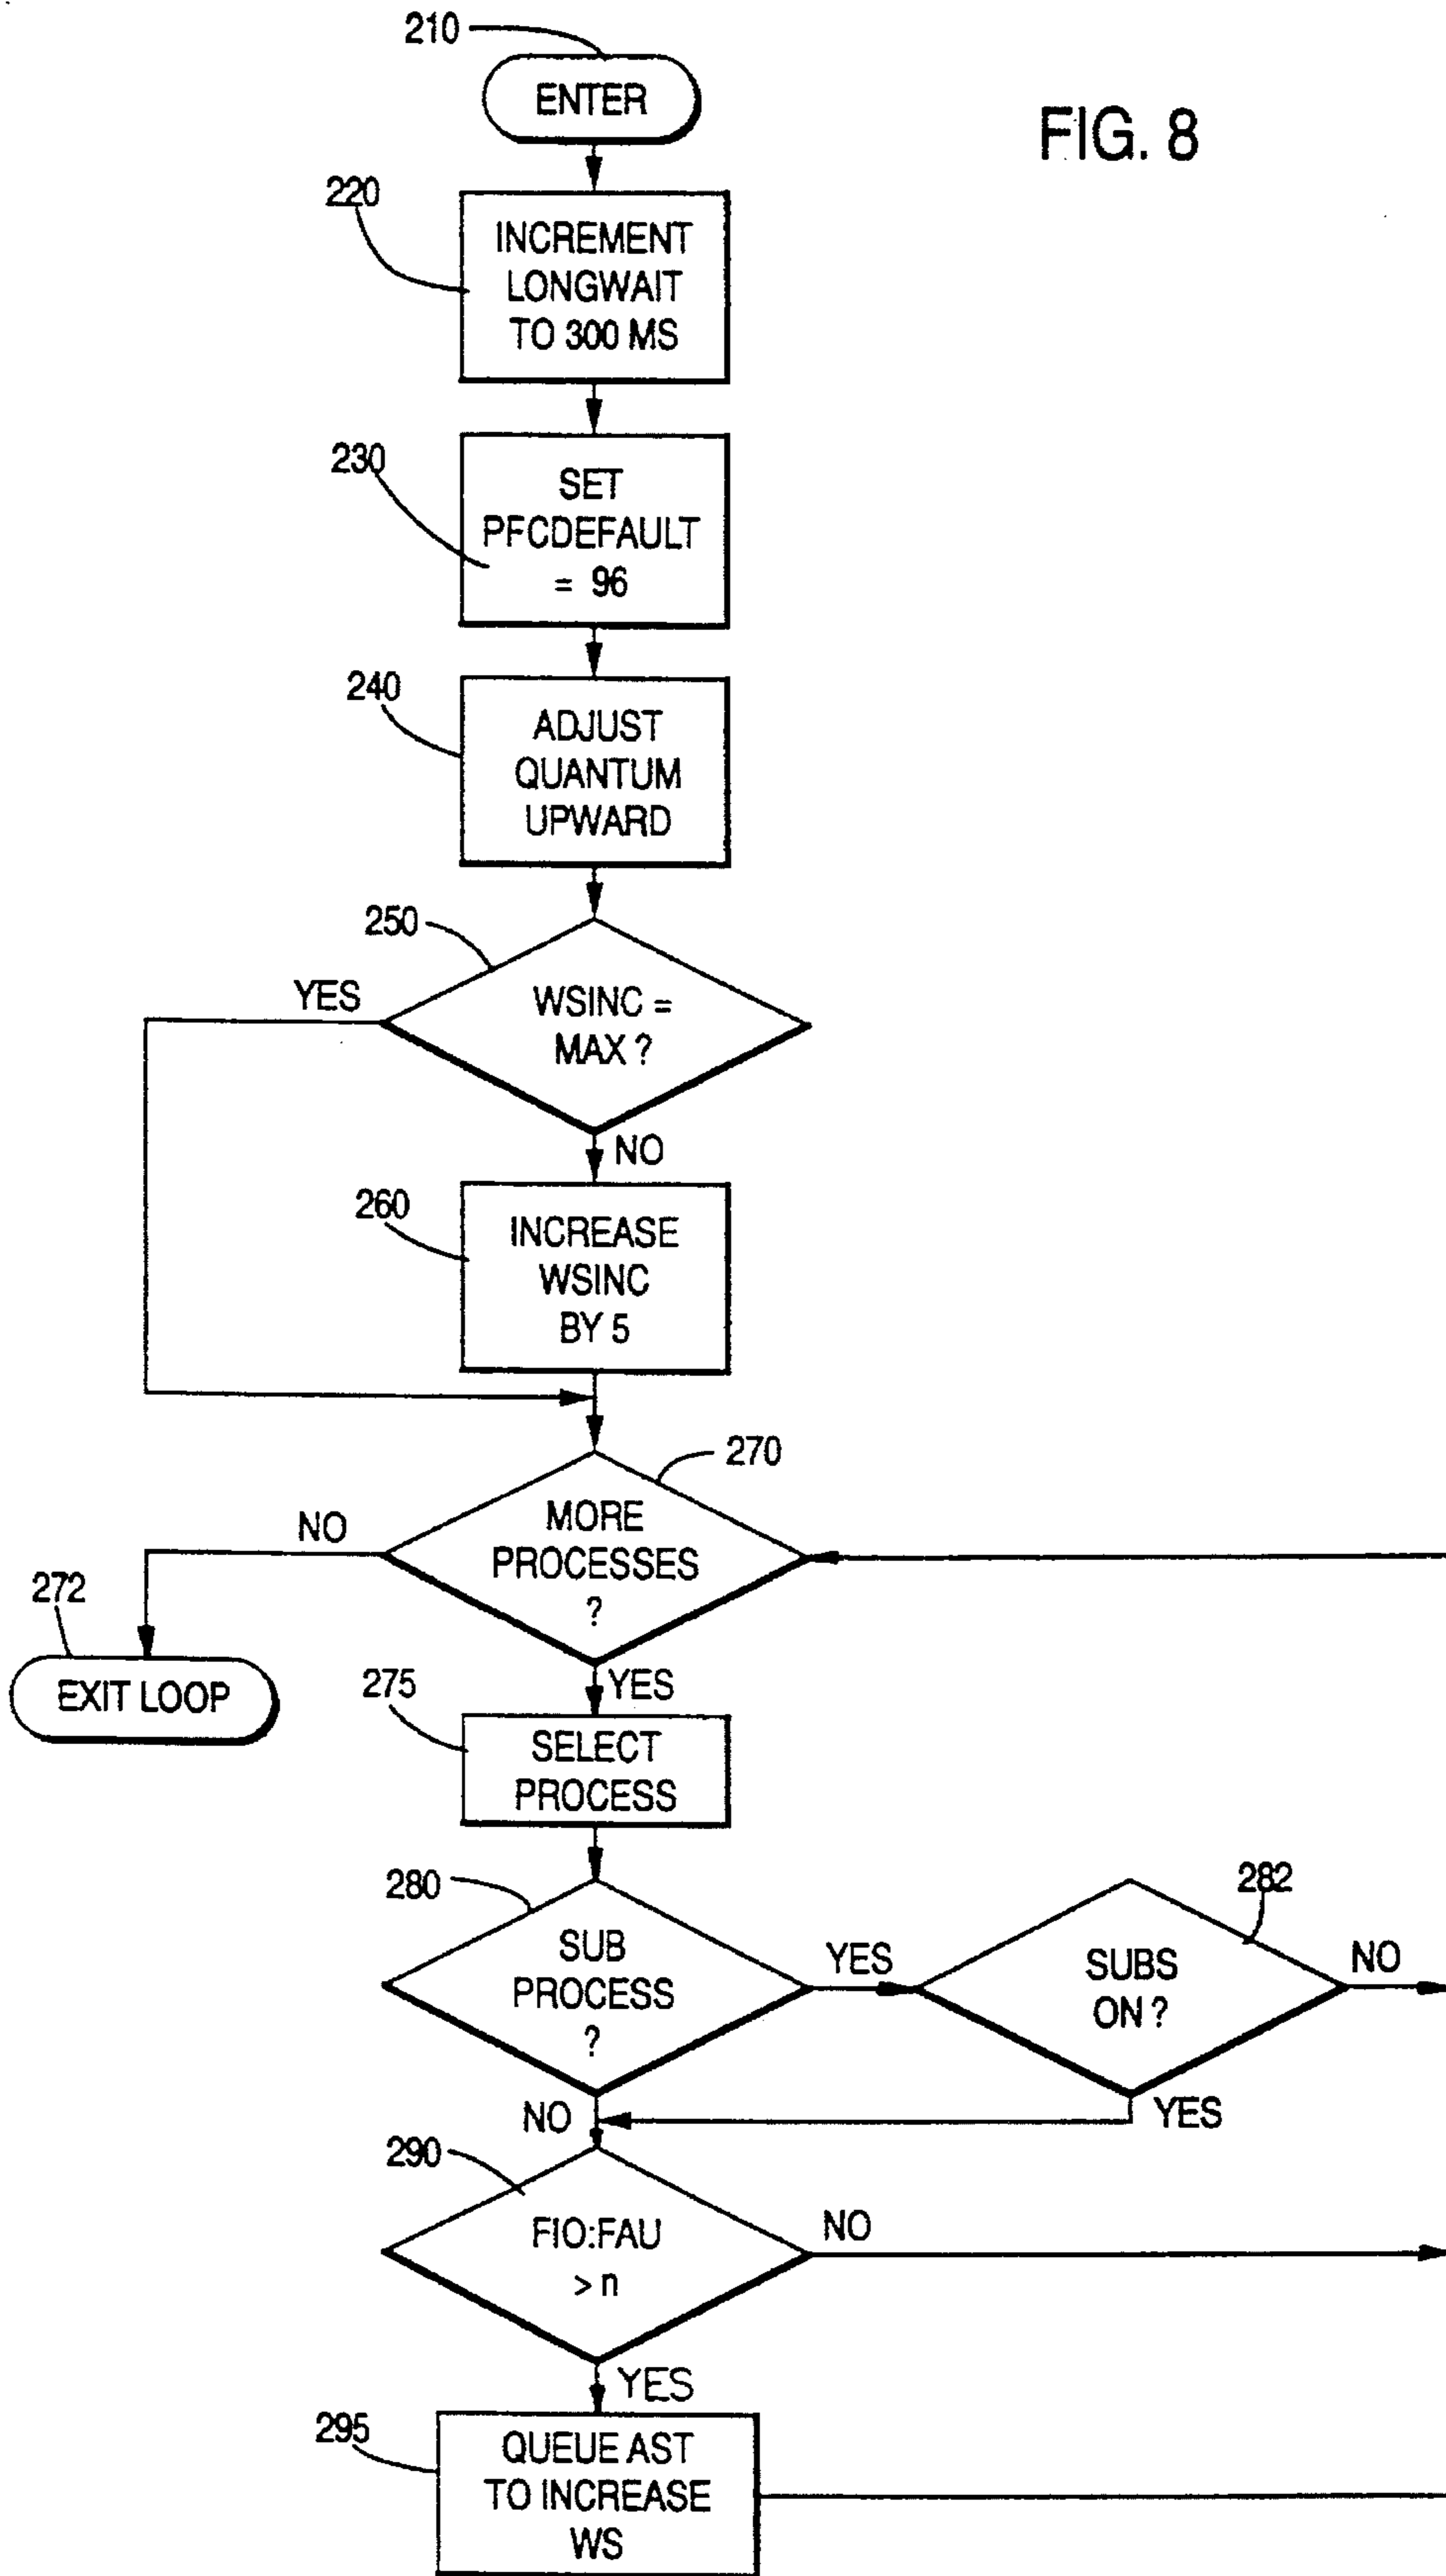 210
ENTER
FIG. 8
220
INCREMENT
LONGWAIT
TO 300 MS
230
SET
PFCDEFAULT
= 96
240
ADJUST
QUANTUM
UPWARD
250
YES
WSINC =
MAX ?
NO
260
INCREASE
WSINC
BY 5
270
NO
MORE
PROCESSES
?
272
EXIT LOOP
YES
275
SELECT
PROCESS
280
SUB
PROCESS
?
YES
282
SUBS
ON ?
NO
NO
YES
290
FIO:FAU
> n
NO
YES
295
QUEUE AST
TO INCREASE
WS